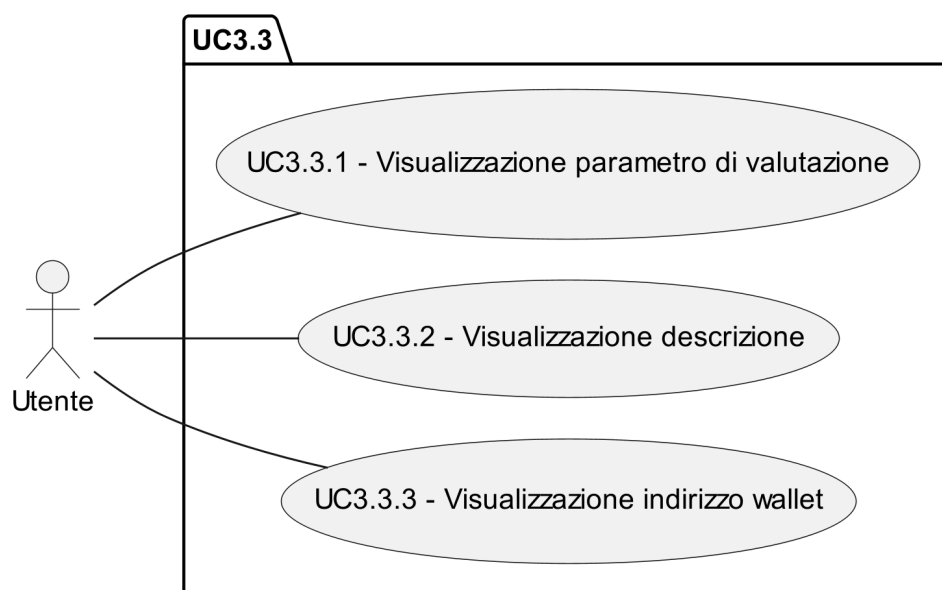 UC3.3
UC3.3.1 - Visualizzazione parametro di valutazione
UC3.3.2 - Visualizzazione descrizione
Utente
UC3.3.3 - Visualizzazione indirizzo wallet